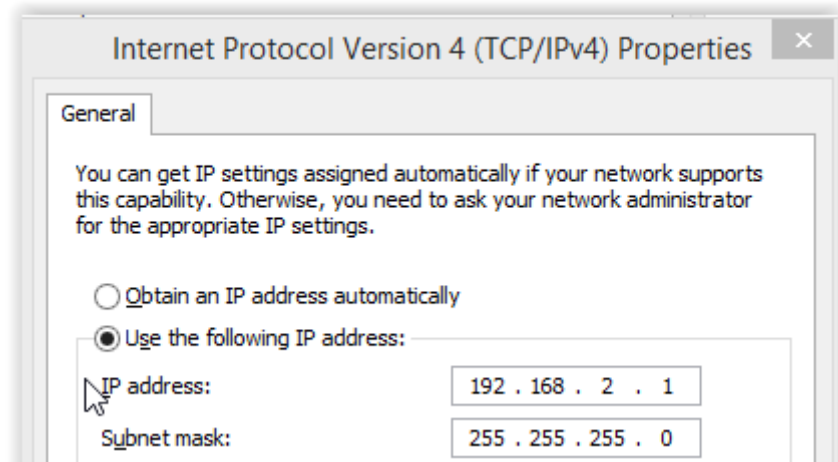 Internet Protocol Version 4 (TCP/IPv4) Properties
General
You can get IP settings assigned automatically if your network supports
this capability. Otherwise, you need to ask your network administrator
for the appropriate IP settings.
Obtain an IP address automatically
Use the following IP address:
IP address: 192 . 168 . 2 . 1
Subnet mask: 255 . 255 . 255 . 0